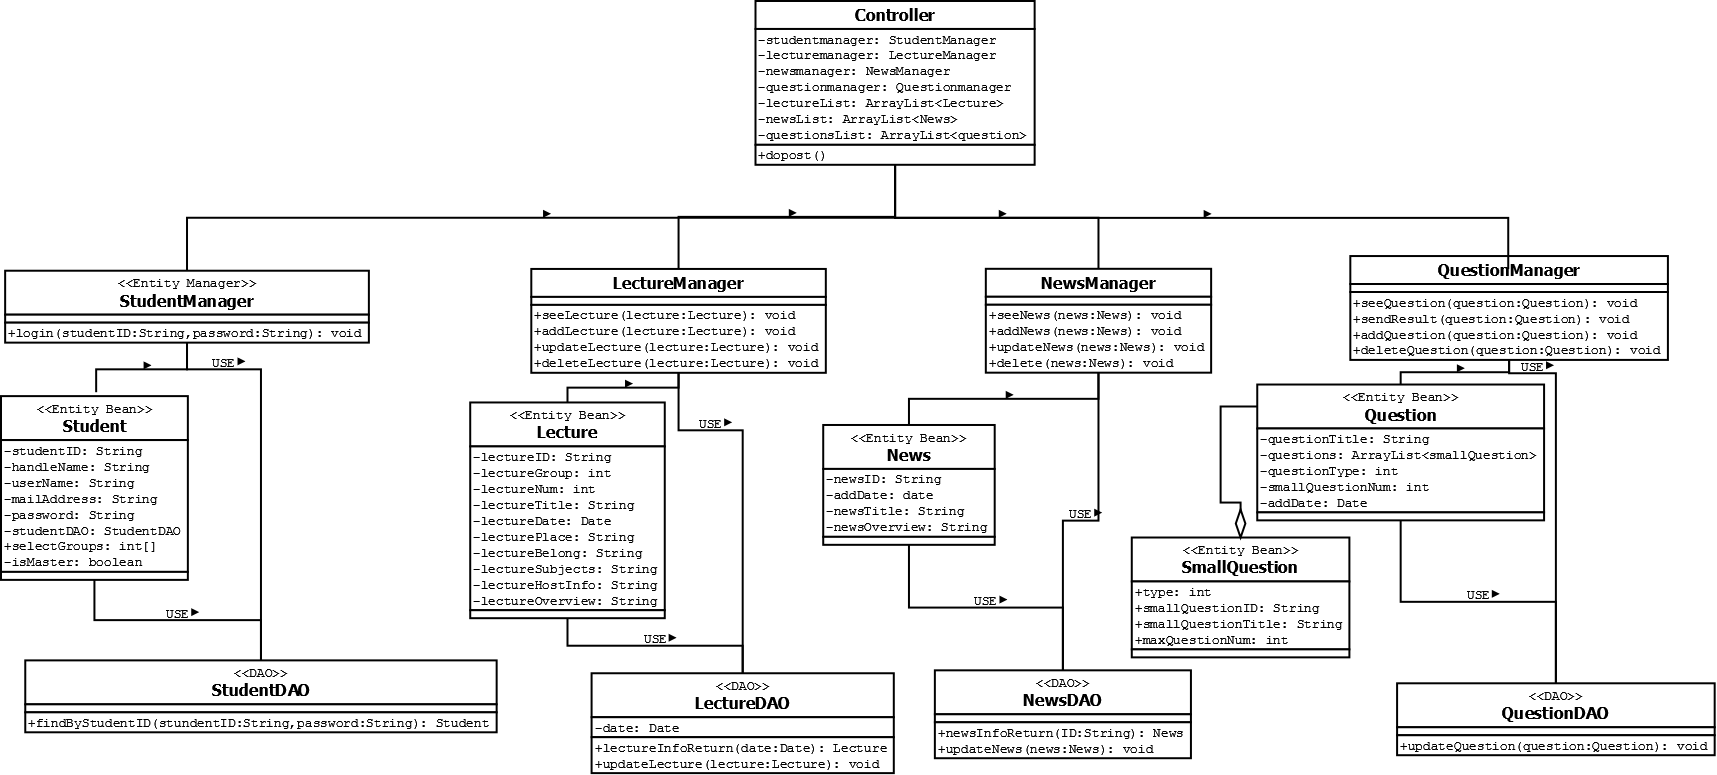 Controller
-studentmanager: StudentManager
-lecturemanager: LectureManager
-newsmanager: NewsManager
-questionmanager: Questionmanager
-lectureList: ArrayList<Lecture>
-newsList: ArrayList<News>
-questionsList: ArrayList<question>
+dopost()
<<Entity Manager>>
StudentManager
+login(studentID:String,password:String): void
LectureManager
+seeLecture(lecture:Lecture): void
+addLecture(lecture:Lecture): void
+updateLecture(lecture:Lecture): void
+deleteLecture(lecture:Lecture): void
NewsManager
+seeNews(news:News): void
+addNews(news:News): void
+updateNews(news:News): void
+delete(news:News): void
QuestionManager
+seeQuestion(question:Question): void
+sendResult(question:Question): void
+addQuestion(question:Question): void
+deleteQuestion(question:Question): void
USE
USE
USE
USE
<<Entity Bean>>
Student
-studentID: String
-handleName: String
-userName: String
-mailAddress: String
-password: String
-studentDAO: StudentDAO
+selectGroups: int[]
-isMaster: boolean
<<Entity Bean>>
Lecture
-lectureID: String
-lectureGroup: int
-lectureNum: int
-lectureTitle: String
-lectureDate: Date
-lecturePlace: String
-lectureBelong: String
-lectureSubjects: String
-lectureHostInfo: String
-lectureOverview: String
<<Entity Bean>>
News
-newsID: String
-addDate: date
-newsTitle: String
-newsOverview: String
<<Entity Bean>>
Question
-questionTitle: String
-questions: ArrayList<smallQuestion>
-questionType: int
-smallQuestionNum: int
-addDate: Date
<<Entity Bean>>
SmallQuestion
+type: int
+smallQuestionID: String
+smallQuestionTitle: String
+maxQuestionNum: int
USE
USE
USE
USE
<<DAO>>
StudentDAO
+findByStudentID(stundentID:String,password:String): Student
<<DAO>>
LectureDAO
-date: Date
+lectureInfoReturn(date:Date): Lecture
+updateLecture(lecture:Lecture): void
<<DAO>>
NewsDAO
+newsInfoReturn(ID:String): News
+updateNews(news:News): void
<<DAO>>
QuestionDAO
+updateQuestion(question:Question): void